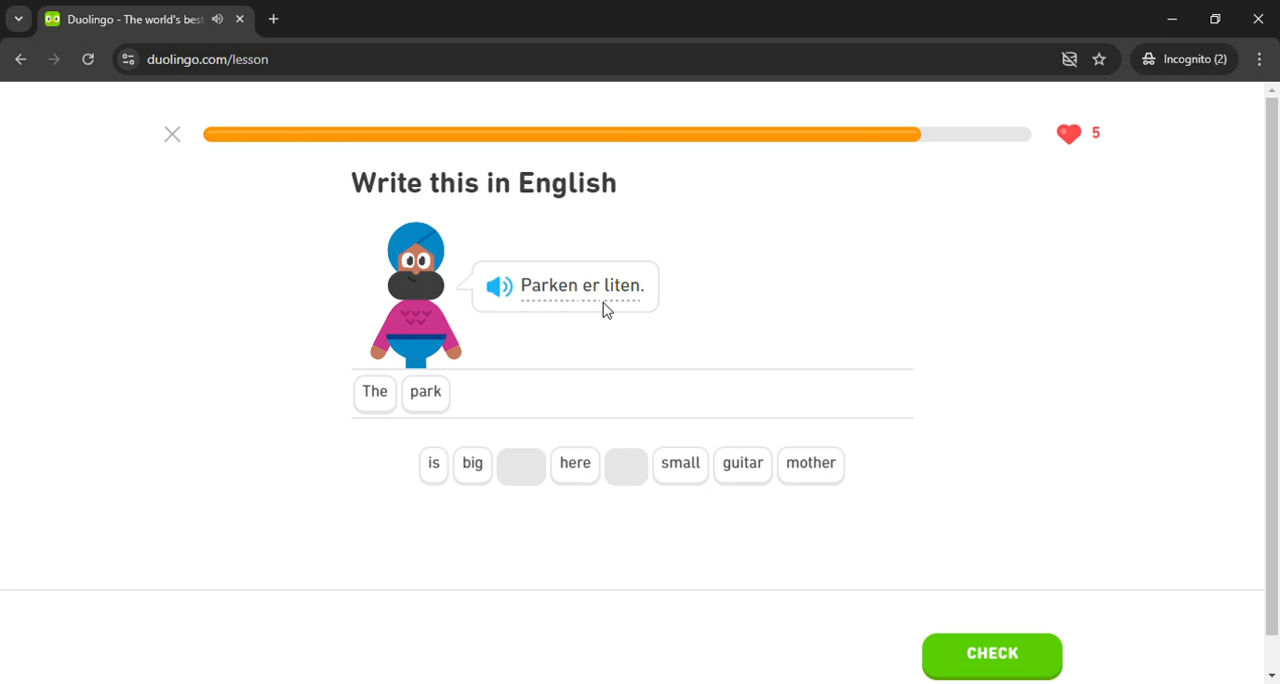 Duolingo - The world's bes
duolingo.com/lesson
Incognito (2)
5
Write this in English
Parken er liten.
The park
is big here small guitar mother
CHECK